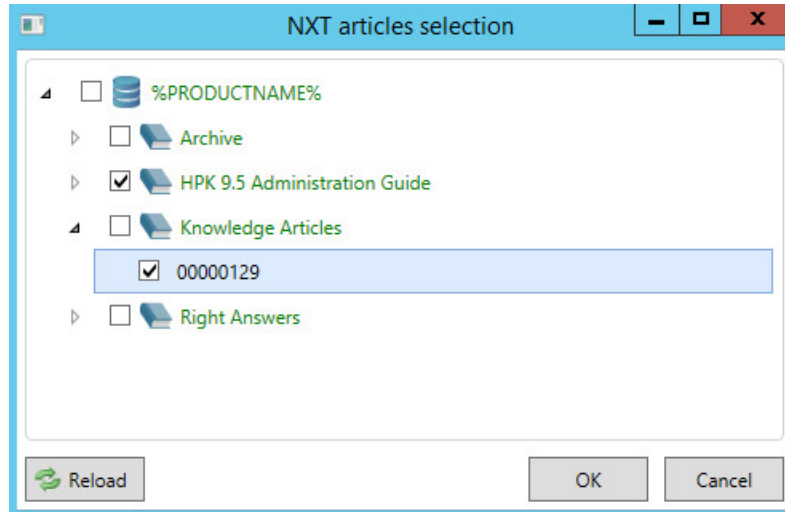 NXT articles selection
%PRODUCTNAME%
Archive
HPK 9.5 Administration Guide
Knowledge Articles
00000129
Right Answers
Reload
OK
Cancel